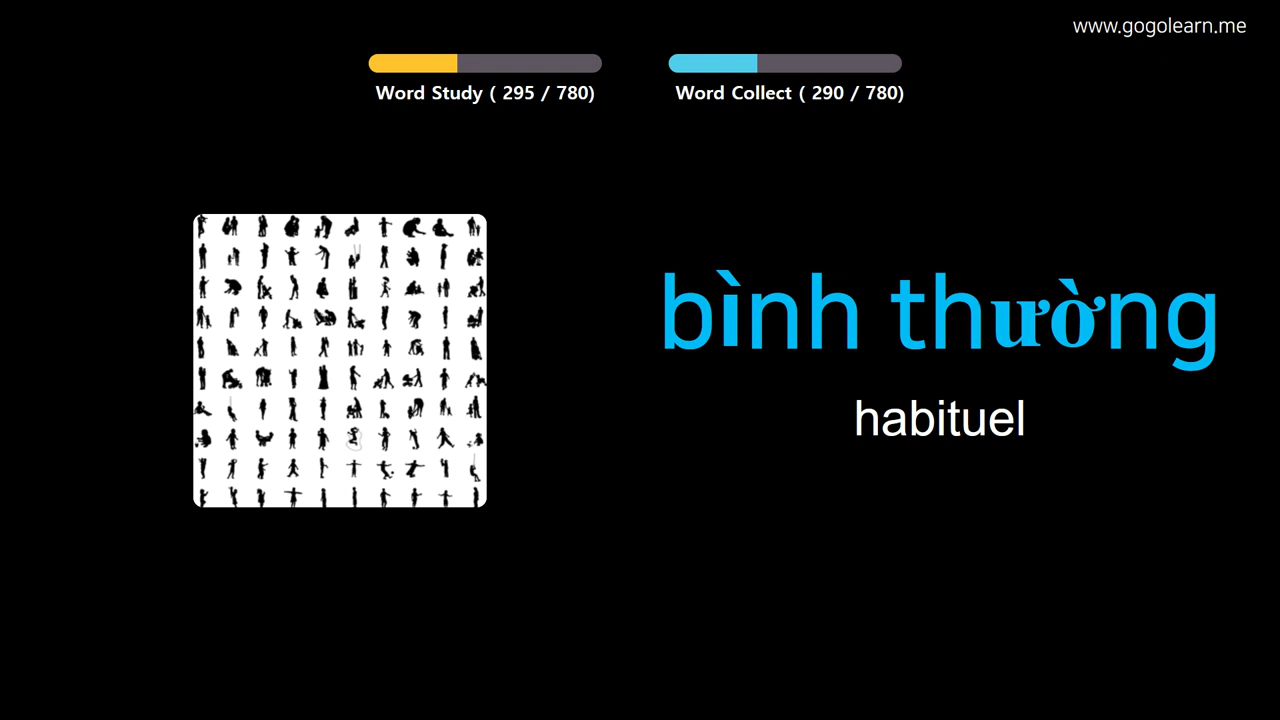 www.gogolearn.me
Word Study ( 295 / 780)
Word Collect ( 290 / 780)
bình thường
habituel